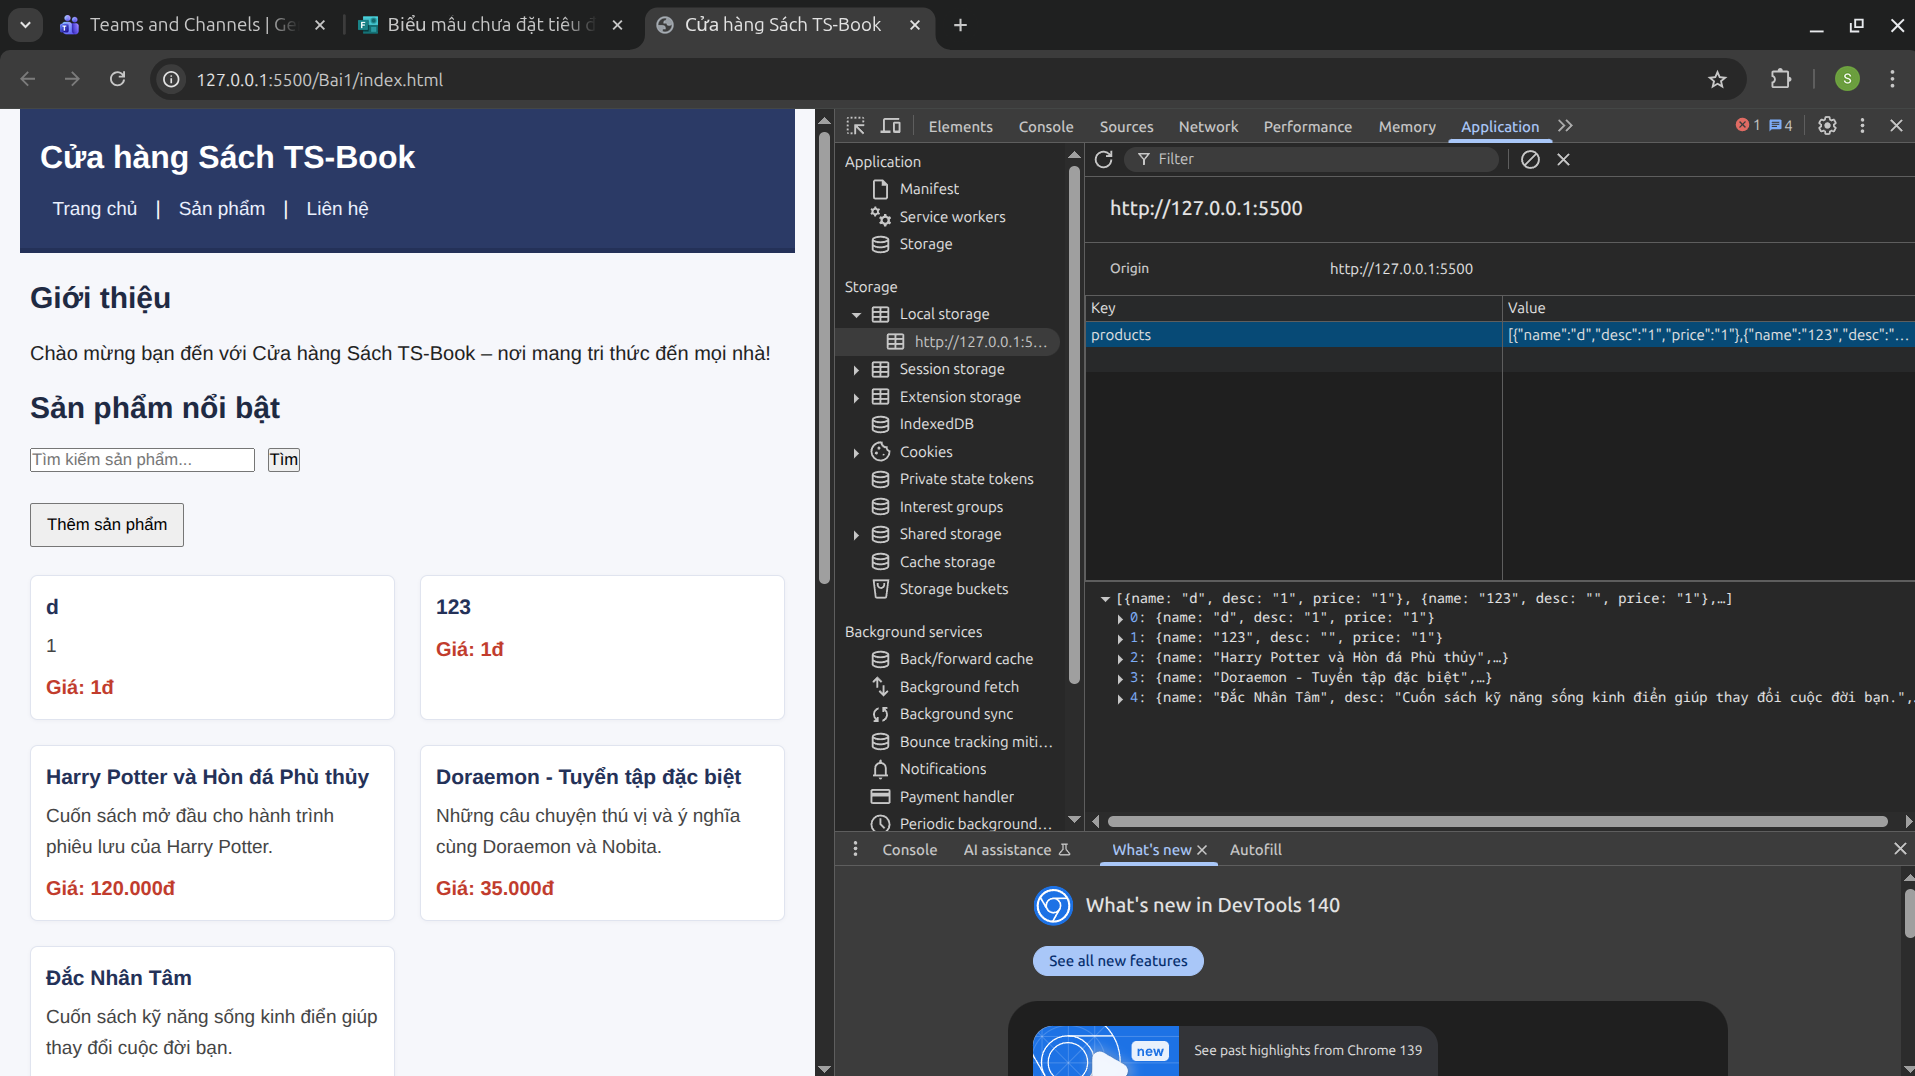 Teams and Channels | Ge
Biểu mẫu chưa đặt tiêu đ
Cửa hàng Sách TS-Book
127.0.0.1:5500/Bai1/index.html
S
Cửa hàng Sách TS-Book
Trang chủ | Sản phẩm | Liên hệ
Giới thiệu
Chào mừng bạn đến với Cửa hàng Sách TS-Book – nơi mang tri thức đến mọi nhà!
Sản phẩm nổi bật
Tìm kiếm sản phẩm... Tìm
Thêm sản phẩm
d
1
Giá: 1đ
123
Giá: 1đ
Harry Potter và Hòn đá Phù thủy
Cuốn sách mở đầu cho hành trình
phiêu lưu của Harry Potter.
Giá: 120.000đ
Doraemon - Tuyển tập đặc biệt
Những câu chuyện thú vị và ý nghĩa
cùng Doraemon và Nobita.
Giá: 35.000đ
Đắc Nhân Tâm
Cuốn sách kỹ năng sống kinh điển giúp
thay đổi cuộc đời bạn.
Elements Console Sources Network Performance Memory Application 1 4
Application
Manifest
Service workers
Storage
Storage
Local storage
http://127.0.0.1:5...
Session storage
Extension storage
IndexedDB
Cookies
Private state tokens
Interest groups
Shared storage
Cache storage
Storage buckets
Background services
Back/forward cache
Background fetch
Background sync
Bounce tracking miti...
Notifications
Payment handler
Periodic background...
Filter
http://127.0.0.1:5500
Origin http://127.0.0.1:5500
Key Value
products [{"name":"d","desc":"1","price":"1"},{"name":"123","desc":"...
[{name: "d", desc: "1", price: "1"}, {name: "123", desc: "", price: "1"},…]
0: {name: "d", desc: "1", price: "1"}
1: {name: "123", desc: "", price: "1"}
2: {name: "Harry Potter và Hòn đá Phù thủy",…}
3: {name: "Doraemon - Tuyển tập đặc biệt",…}
4: {name: "Đắc Nhân Tâm", desc: "Cuốn sách kỹ năng sống kinh điển giúp thay đổi cuộc đời bạn.",
Console AI assistance What's new Autofill
What's new in DevTools 140
See all new features
new
See past highlights from Chrome 139